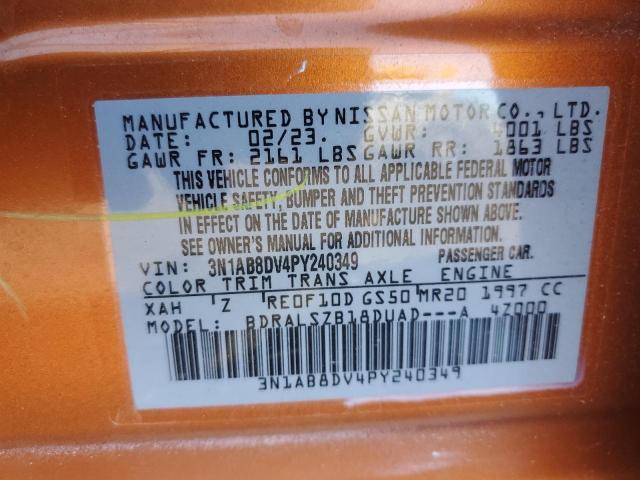 MANUFACTURED BY NISSAN MOTOR CO., LTD.
DATE: 02/23. GVWR: 4001 LBS
GAWR FR: 2161 LBS GAWR RR: 1863 LBS
THIS VEHICLE CONFORMS TO ALL APPLICABLE FEDERAL MOTOR
VEHICLE SAFETY, BUMPER AND THEFT PREVENTION STANDARDS
IN EFFECT ON THE DATE OF MANUFACTURE SHOWN ABOVE.
SEE OWNER'S MANUAL FOR ADDITIONAL INFORMATION.
VIN: 3N1AB8DV4PY240349 PASSENGER CAR.
COLOR TRIM TRANS AXLE ENGINE
XAH Z RE0F10D GS50 MR20 1997 CC
MODEL: BDRALSZB18DUAD---A 4Z000
3N1AB8DV4PY240349